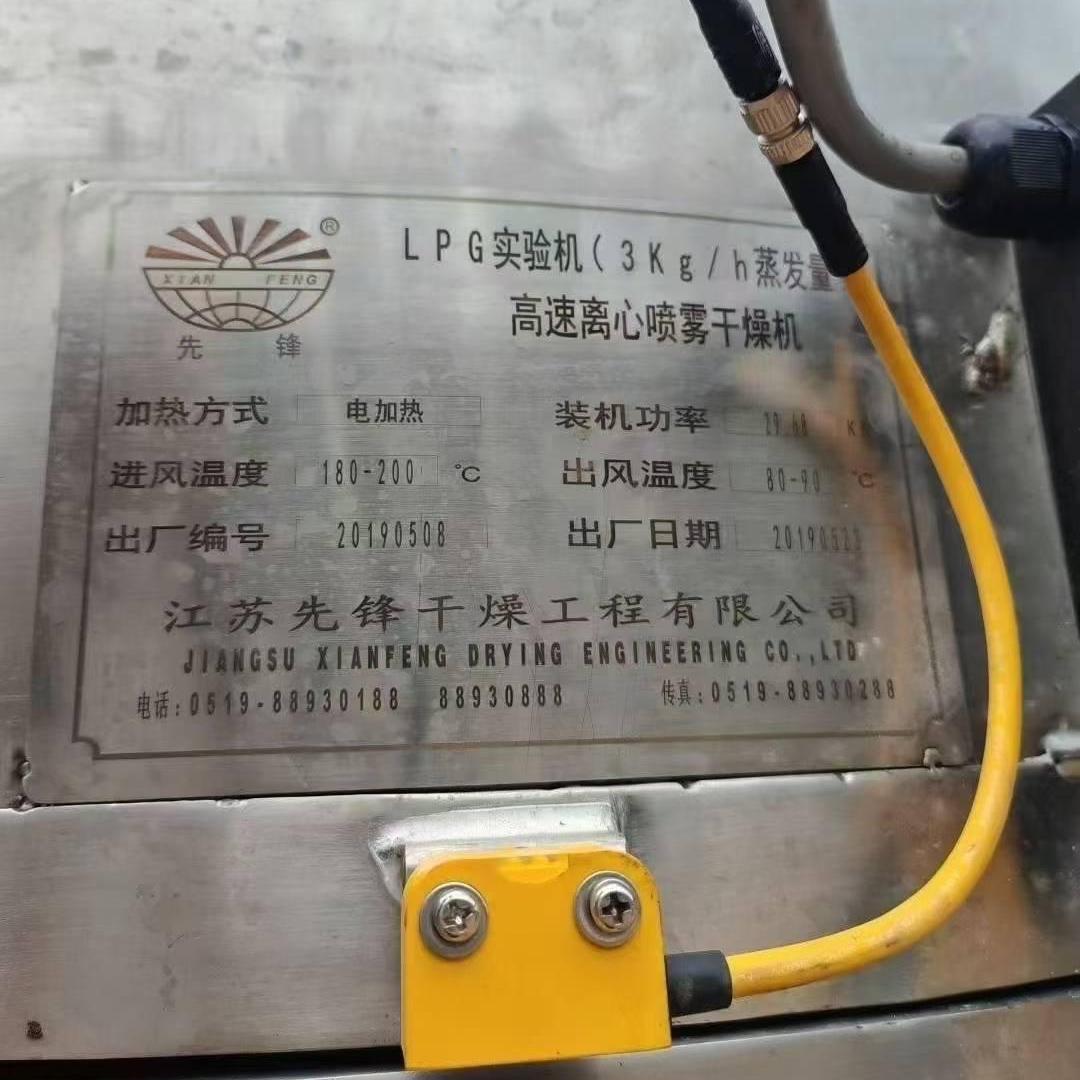 XIAN FENG ®
先 锋
LPG实验机(3Kg/h蒸发量
高速离心喷雾干燥机
加热方式 电加热 装机功率 29.68 K
进风温度 180-200 ℃ 出风温度 80-90 ℃
出厂编号 20190508 出厂日期
江苏先锋干燥工程有限公司
JIANGSU XIANFENG DRYING ENGINEERING CO.,LTD
电话:0519-88930188 88930888 传真:0519-88930288